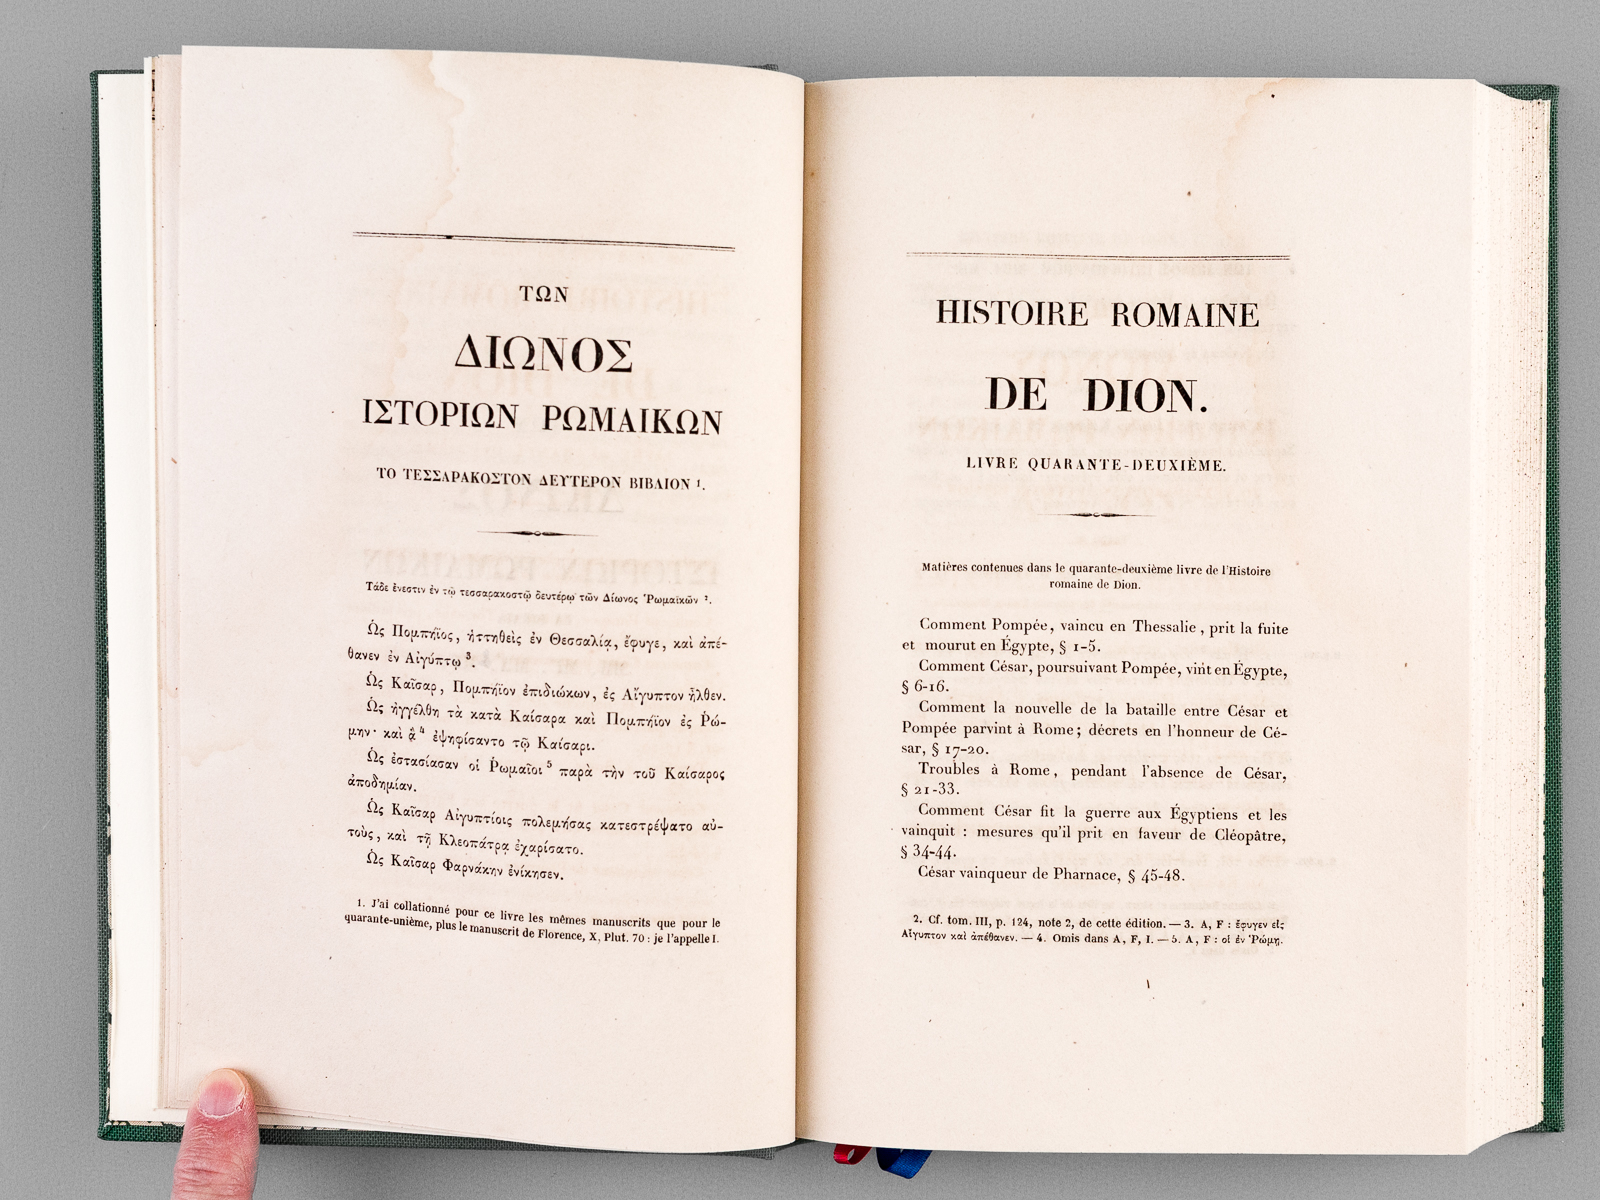 ΤΩΝ
ΔΙΩΝΟΣ
ΙΣΤΟΡΙΩΝ ΡΩΜΑΙΚΩΝ
ΤΟ ΤΕΣΣΑΡΑΚΟΣΤΟΝ ΔΕΥΤΕΡΟΝ ΒΙΒΛΙΟΝ ¹.
Τάδε ἔνεστιν ἐν τῷ τεσσαρακοστῷ δευτέρῳ τῶν Δίωνος Ῥωμαϊκῶν ².
Ὡς Πομπήϊος, ἡττηθεὶς ἐν Θεσσαλίᾳ, ἔφυγε, καὶ ἀπέ-
θανεν ἐν Αἰγύπτῳ ³.
Ὡς Καῖσαρ, Πομπήϊον ἐπιδιώκων, ἐς Αἴγυπτον ἦλθεν.
Ὡς ἠγγέλθη τὰ κατὰ Καίσαρα καὶ Πομπήϊον ἐς Ῥώ-
μην· καὶ ᾃ ⁴ ἐψηφίσαντο τῷ Καίσαρι.
Ὡς ἐστασίασαν οἱ Ῥωμαῖοι ⁵ παρὰ τὴν τοῦ Καίσαρος
ἀποδημίαν.
Ὡς Καῖσαρ Αἰγυπτίοις πολεμήσας κατεστρέψατο αὐ-
τοὺς, καὶ τῇ Κλεοπάτρᾳ ἐχαρίσατο.
Ὡς Καῖσαρ Φαρνάκην ἐνίκησεν.
1. J'ai collationné pour ce livre les mêmes manuscrits que pour le
quarante-unième, plus le manuscrit de Florence, X, Plut. 70 : je l'appelle I.
HISTOIRE ROMAINE
DE DION.
LIVRE QUARANTE-DEUXIÈME.
Matières contenues dans le quarante-deuxième livre de l'Histoire
romaine de Dion.
Comment Pompée, vaincu en Thessalie, prit la fuite
et mourut en Égypte, § 1-5.
Comment César, poursuivant Pompée, vint en Égypte,
§ 6-16.
Comment la nouvelle de la bataille entre César et
Pompée parvint à Rome; décrets en l'honneur de Cé-
sar, § 17-20.
Troubles à Rome, pendant l'absence de César,
§ 21-33.
Comment César fit la guerre aux Égyptiens et les
vainquit : mesures qu'il prit en faveur de Cléopâtre,
§ 34-44.
César vainqueur de Pharnace, § 45-48.
2. Cf. tom. III, p. 124, note 2, de cette édition. — 3. A, F : ἔφυγεν εἰς
Αἴγυπτον καὶ ἀπέθανεν. — 4. Omis dans A, F, I. — 5. A, F : οἱ ἐν Ῥώμῃ.